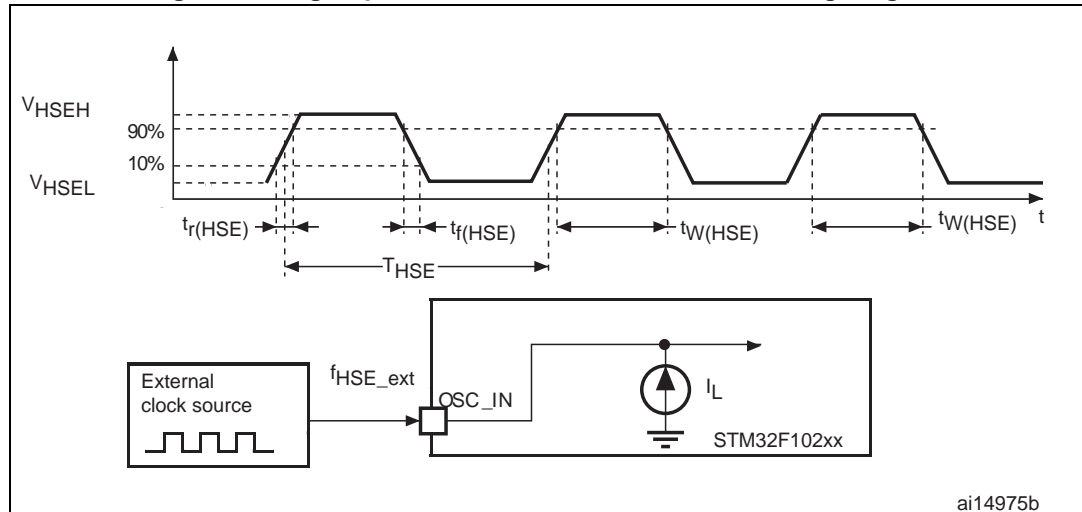 VHSEH
90%
10%
VHSEL
tr(HSE)
tf(HSE)
tW(HSE)
tW(HSE)
t
THSE
External
clock source
fHSE_ext
OSC_IN
IL
STM32F102xx
ai14975b